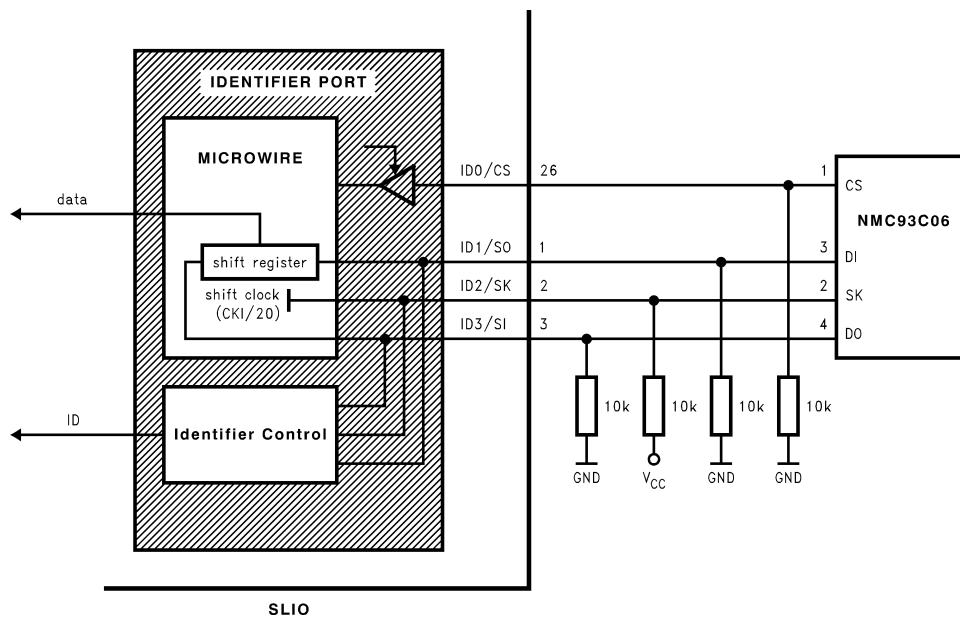 IDENTIFIER PORT
MICROWIRE
ID0/CS 26
1 CS
NMC93C06
data
ID1/SO 1
3 DI
shift register
ID2/SK 2
2 SK
shift clock
(CKI/20)
ID3/SI 3
4 DO
10k 10k 10k 10k
ID
Identifier Control
GND VCC GND GND
SLIO